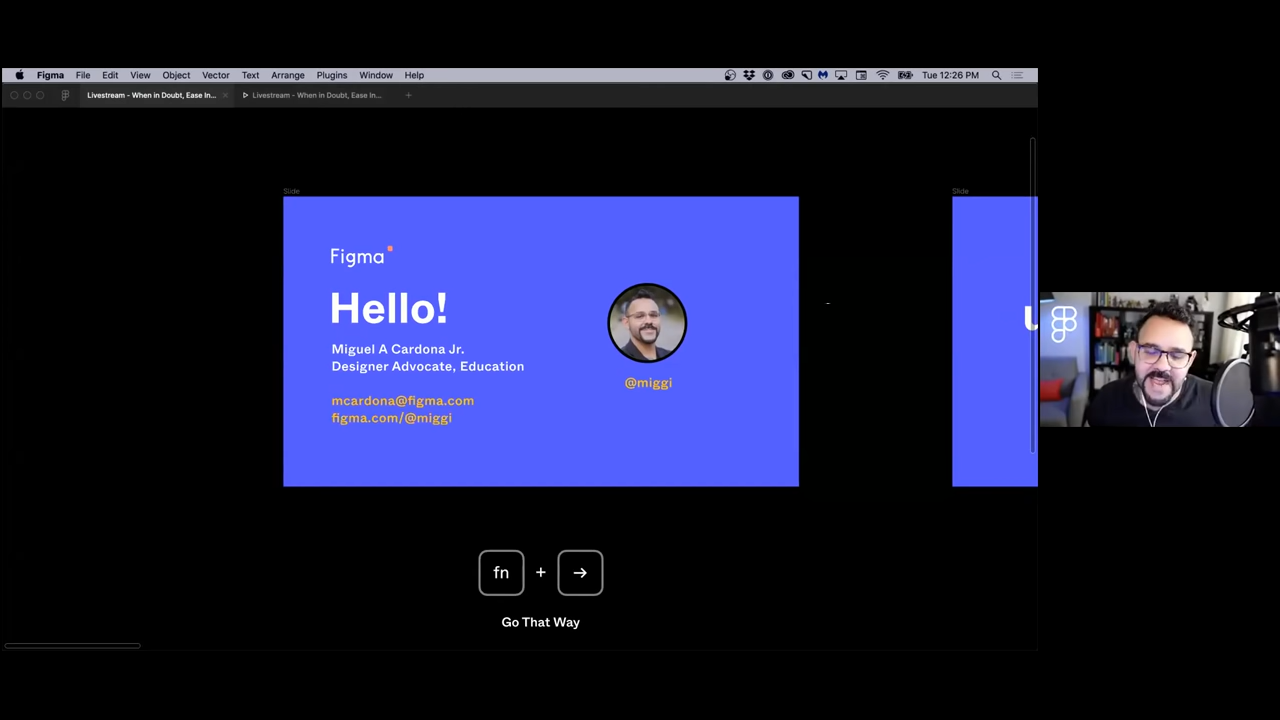 Figma File Edit View Object Text Arrange Vector Plugins Window Help Tue 12:26 PM
Livestream - When in Doubt, Ease In... Livestream - When in Doubt, Ease In...
Slide Slide
Figma
Hello!
Miguel A Cardona Jr.
Designer Advocate, Education
mcardona@figma.com
figma.com/@miggi
@miggi
fn + →
Go That Way